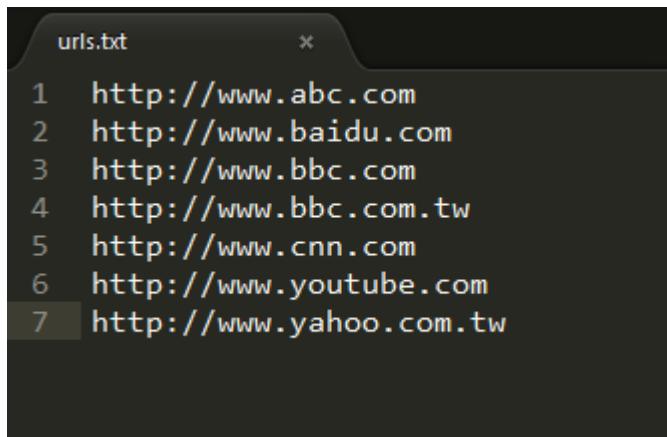 urls.txt ×
1 http://www.abc.com
2 http://www.baidu.com
3 http://www.bbc.com
4 http://www.bbc.com.tw
5 http://www.cnn.com
6 http://www.youtube.com
7 http://www.yahoo.com.tw